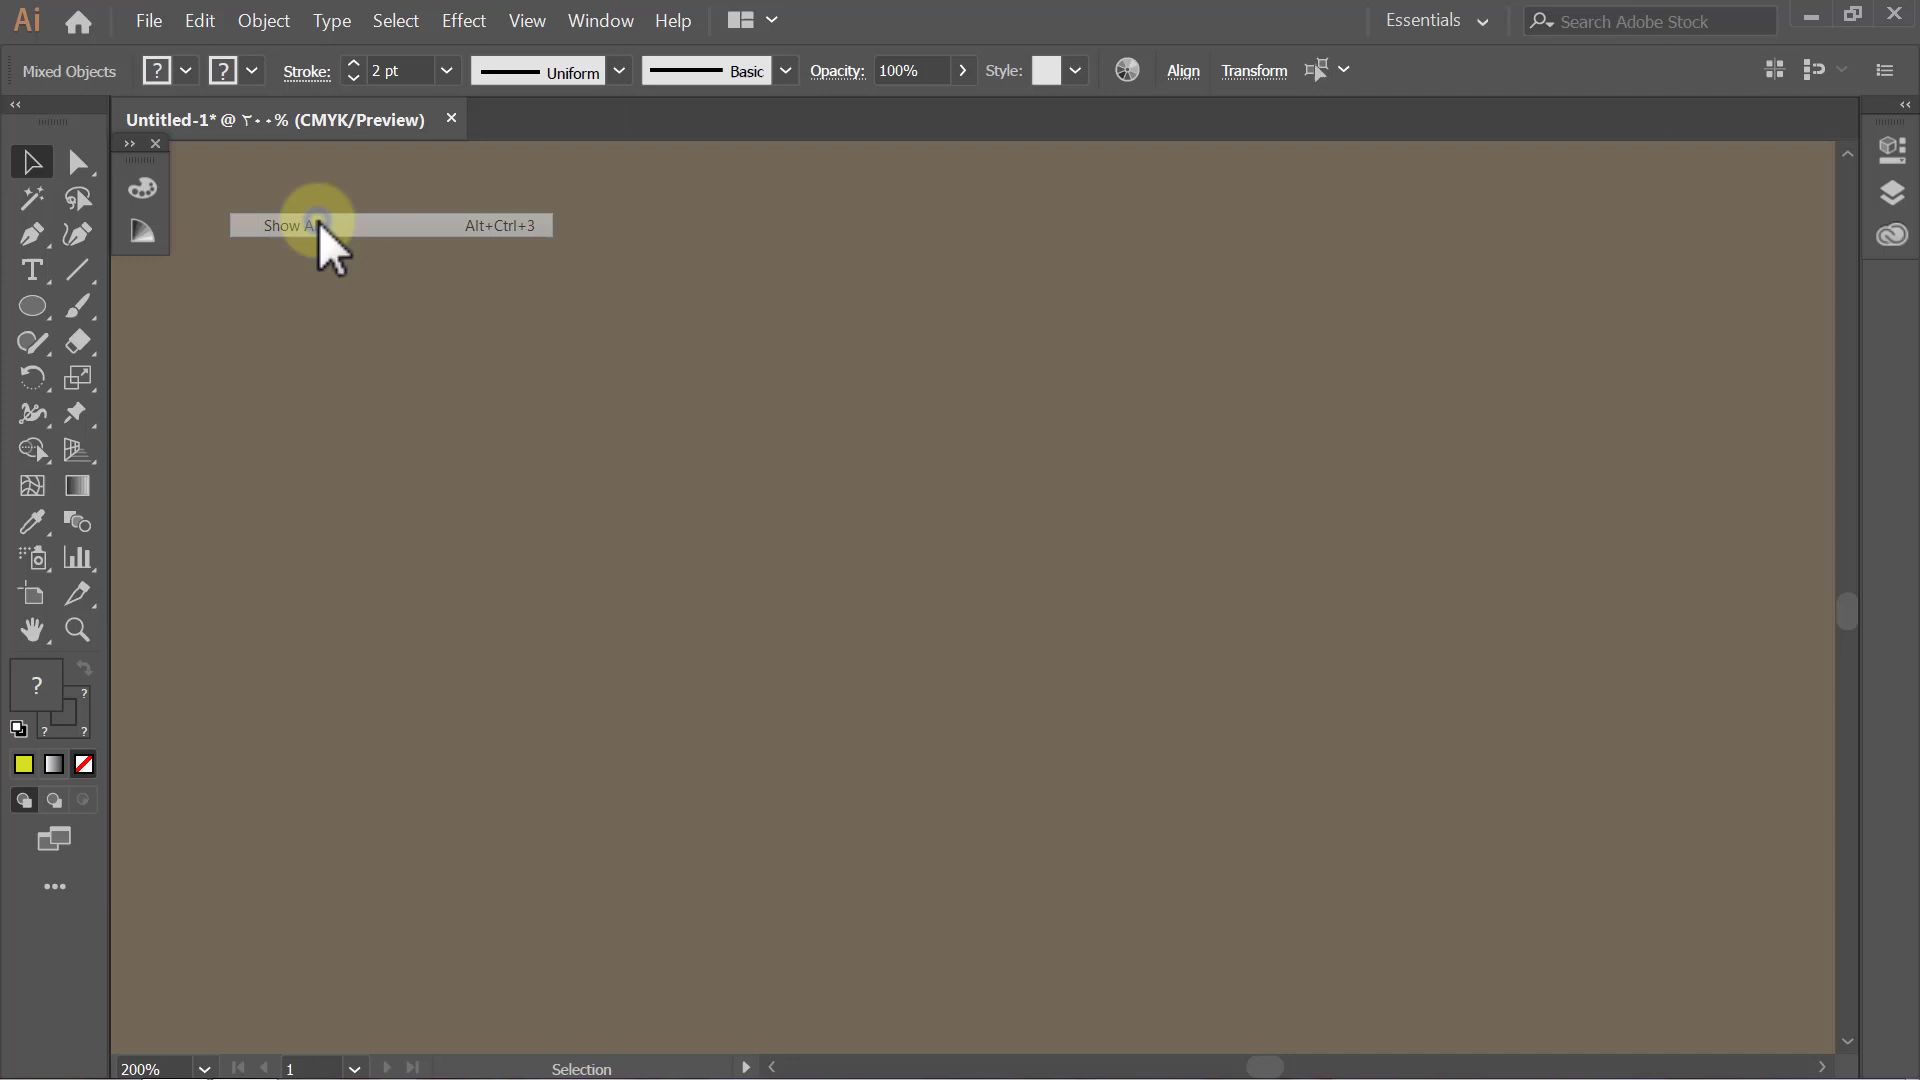 Ai File Edit Object Type Select Effect View Window Help Essentials Search Adobe Stock
Mixed Objects ? ? Stroke: 2 pt Uniform Basic Opacity: 100% Style: Align Transform
Untitled-1* @ ٢٠٠% (CMYK/Preview)
Show Alt+Ctrl+3
T
? ?
? ?
200% 1 Selection